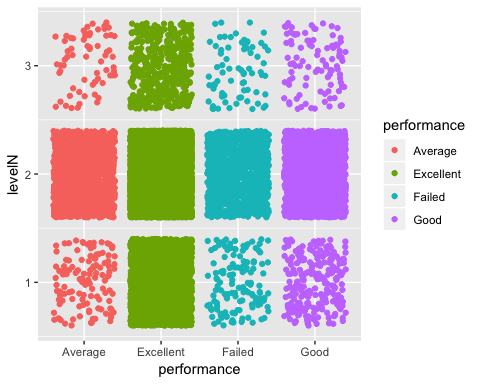 3
2
1
levelN
Average
Excellent
Failed
Good
performance
performance
Average
Excellent
Failed
Good